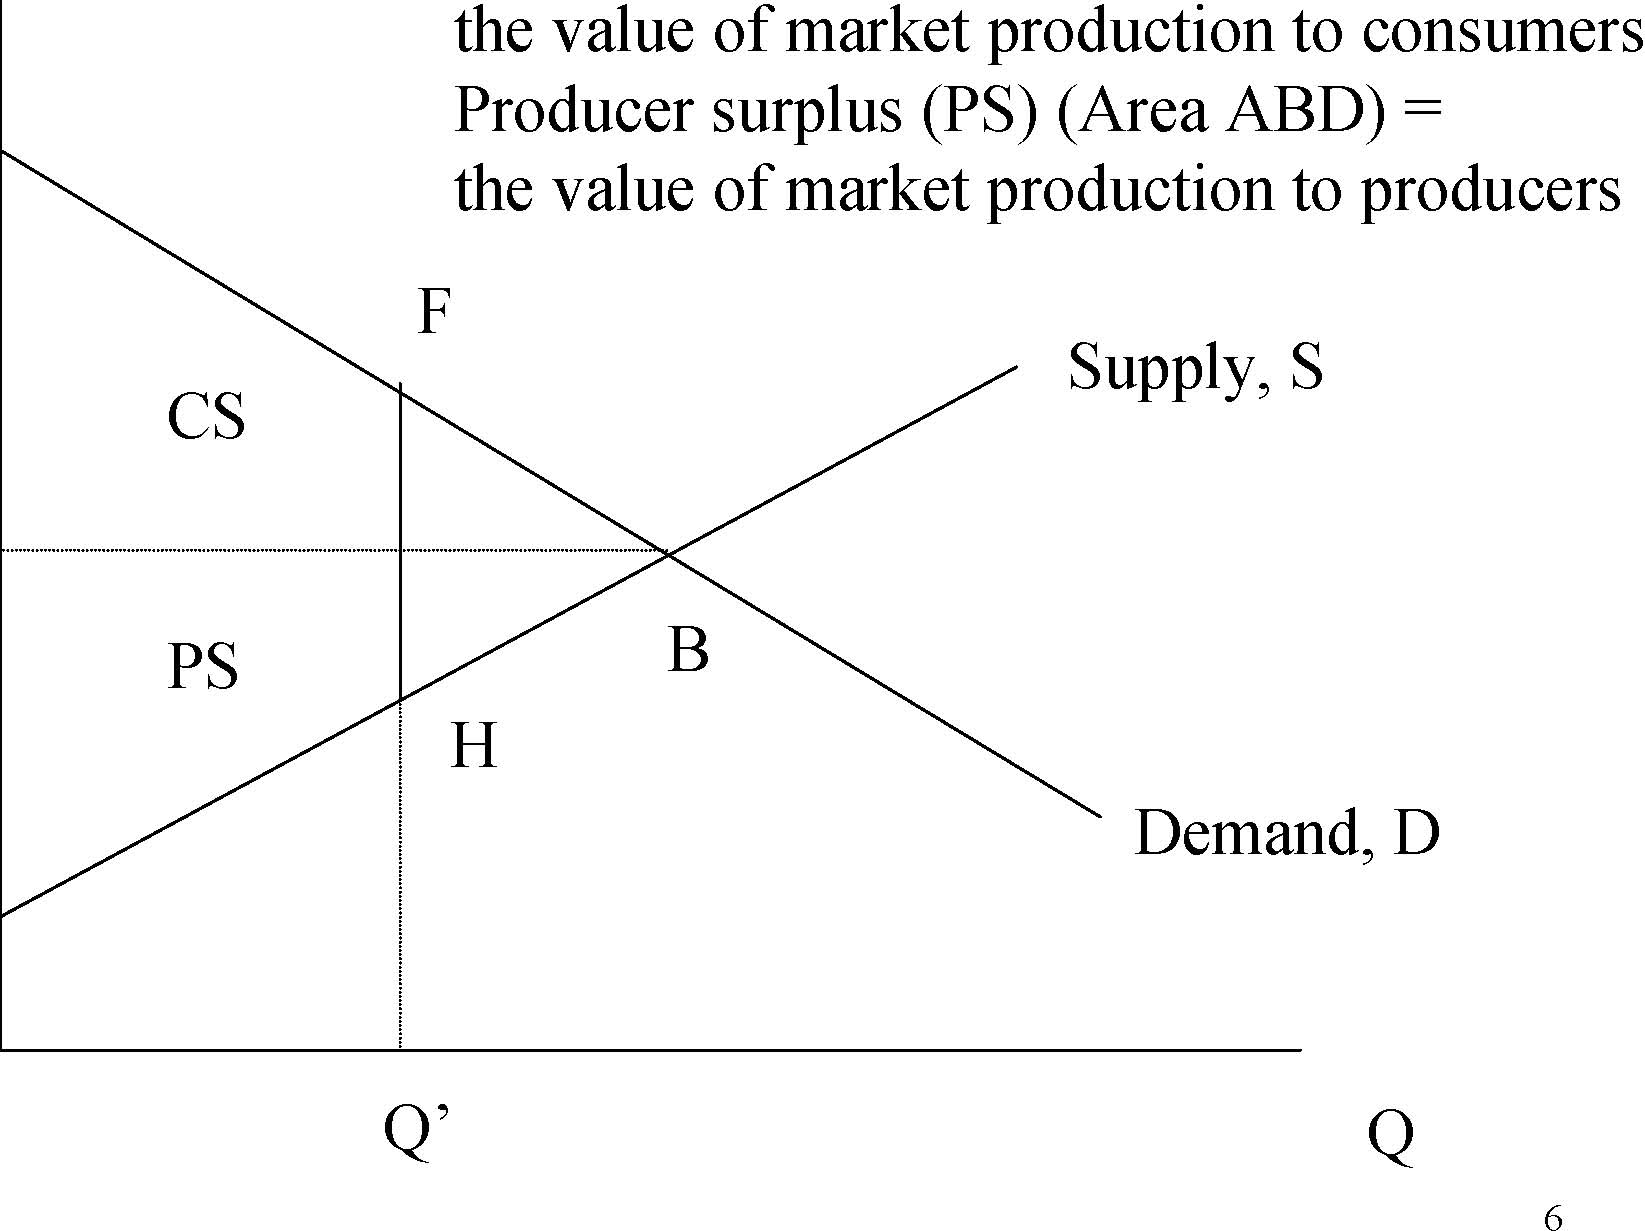 the value of market production to consumers
Producer surplus (PS) (Area ABD) =
the value of market production to producers
F
Supply, S
CS
PS
B
H
Demand, D
Q’
Q
6